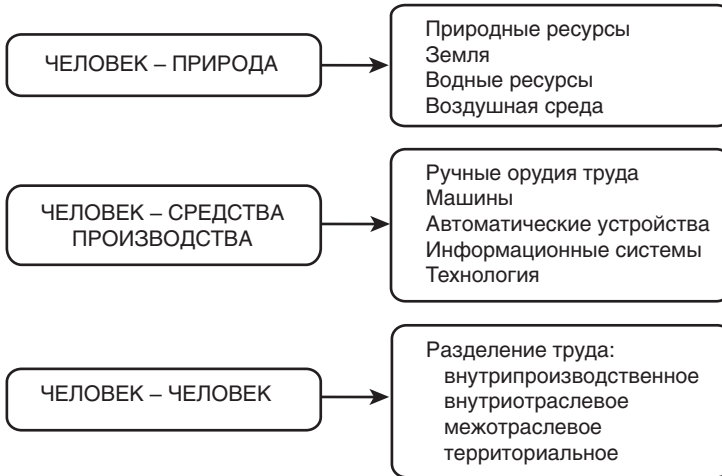 ЧЕЛОВЕК – ПРИРОДА
Природные ресурсы
Земля
Водные ресурсы
Воздушная среда
ЧЕЛОВЕК – СРЕДСТВА
ПРОИЗВОДСТВА
Ручные орудия труда
Машины
Автоматические устройства
Информационные системы
Технология
ЧЕЛОВЕК – ЧЕЛОВЕК
Разделение труда:
внутрипроизводственное
внутриотраслевое
межотраслевое
территориальное